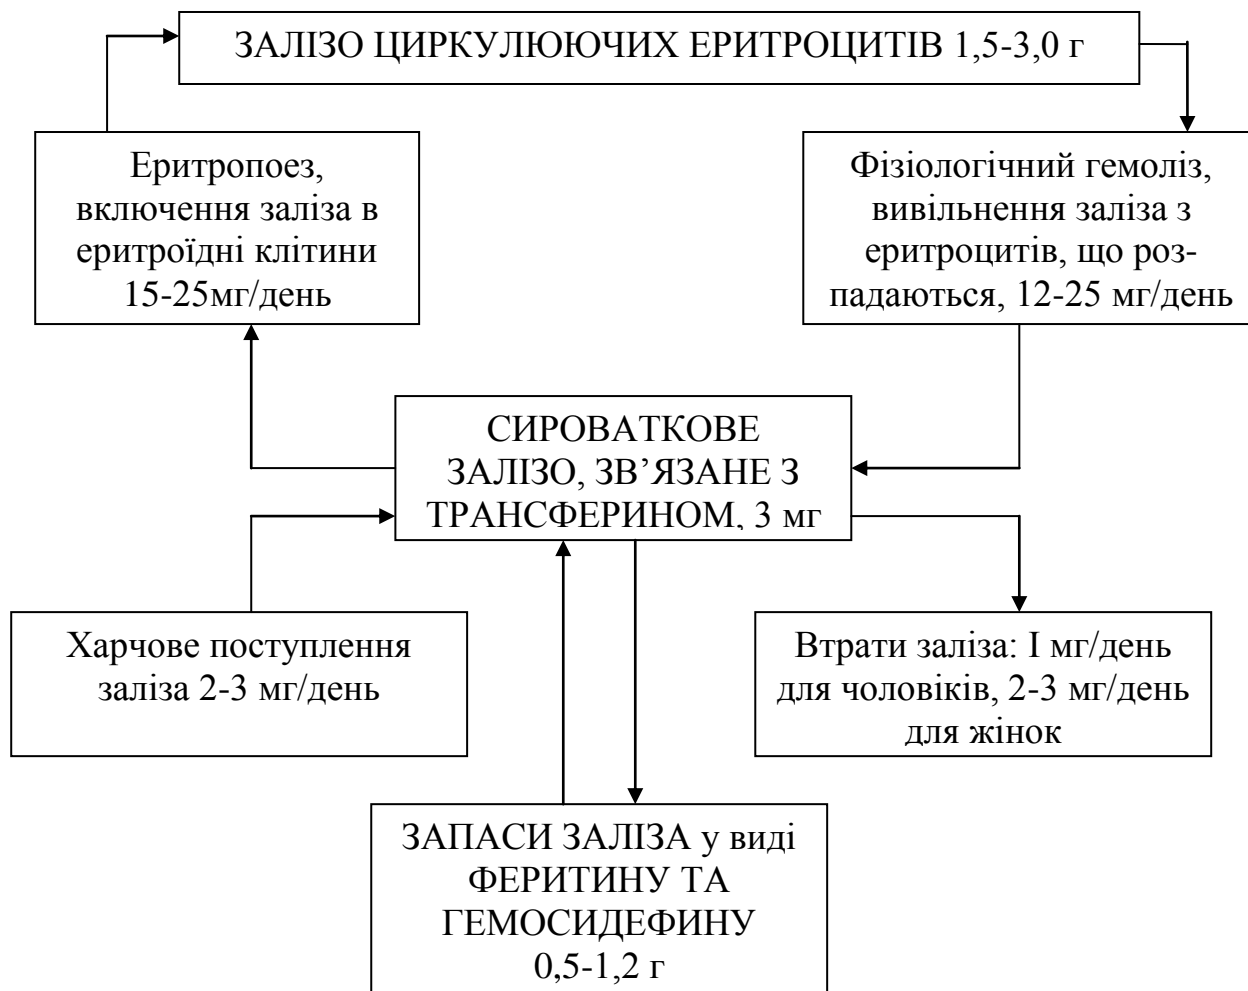 ЗАЛІЗО ЦИРКУЛЮЮЧИХ ЕРИТРОЦИТІВ 1,5-3,0 г
Еритропоез,
включення заліза в
еритроїдні клітини
15-25мг/день
Фізіологічний гемоліз,
вивільнення заліза з
еритроцитів, що роз-
падаються, 12-25 мг/день
СИРОВАТКОВЕ
ЗАЛІЗО, ЗВ’ЯЗАНЕ З
ТРАНСФЕРИНОМ, 3 мг
Харчове поступлення
заліза 2-3 мг/день
Втрати заліза: І мг/день
для чоловіків, 2-3 мг/день
для жінок
ЗАПАСИ ЗАЛІЗА у виді
ФЕРИТИНУ ТА
ГЕМОСИДЕФИНУ
0,5-1,2 г